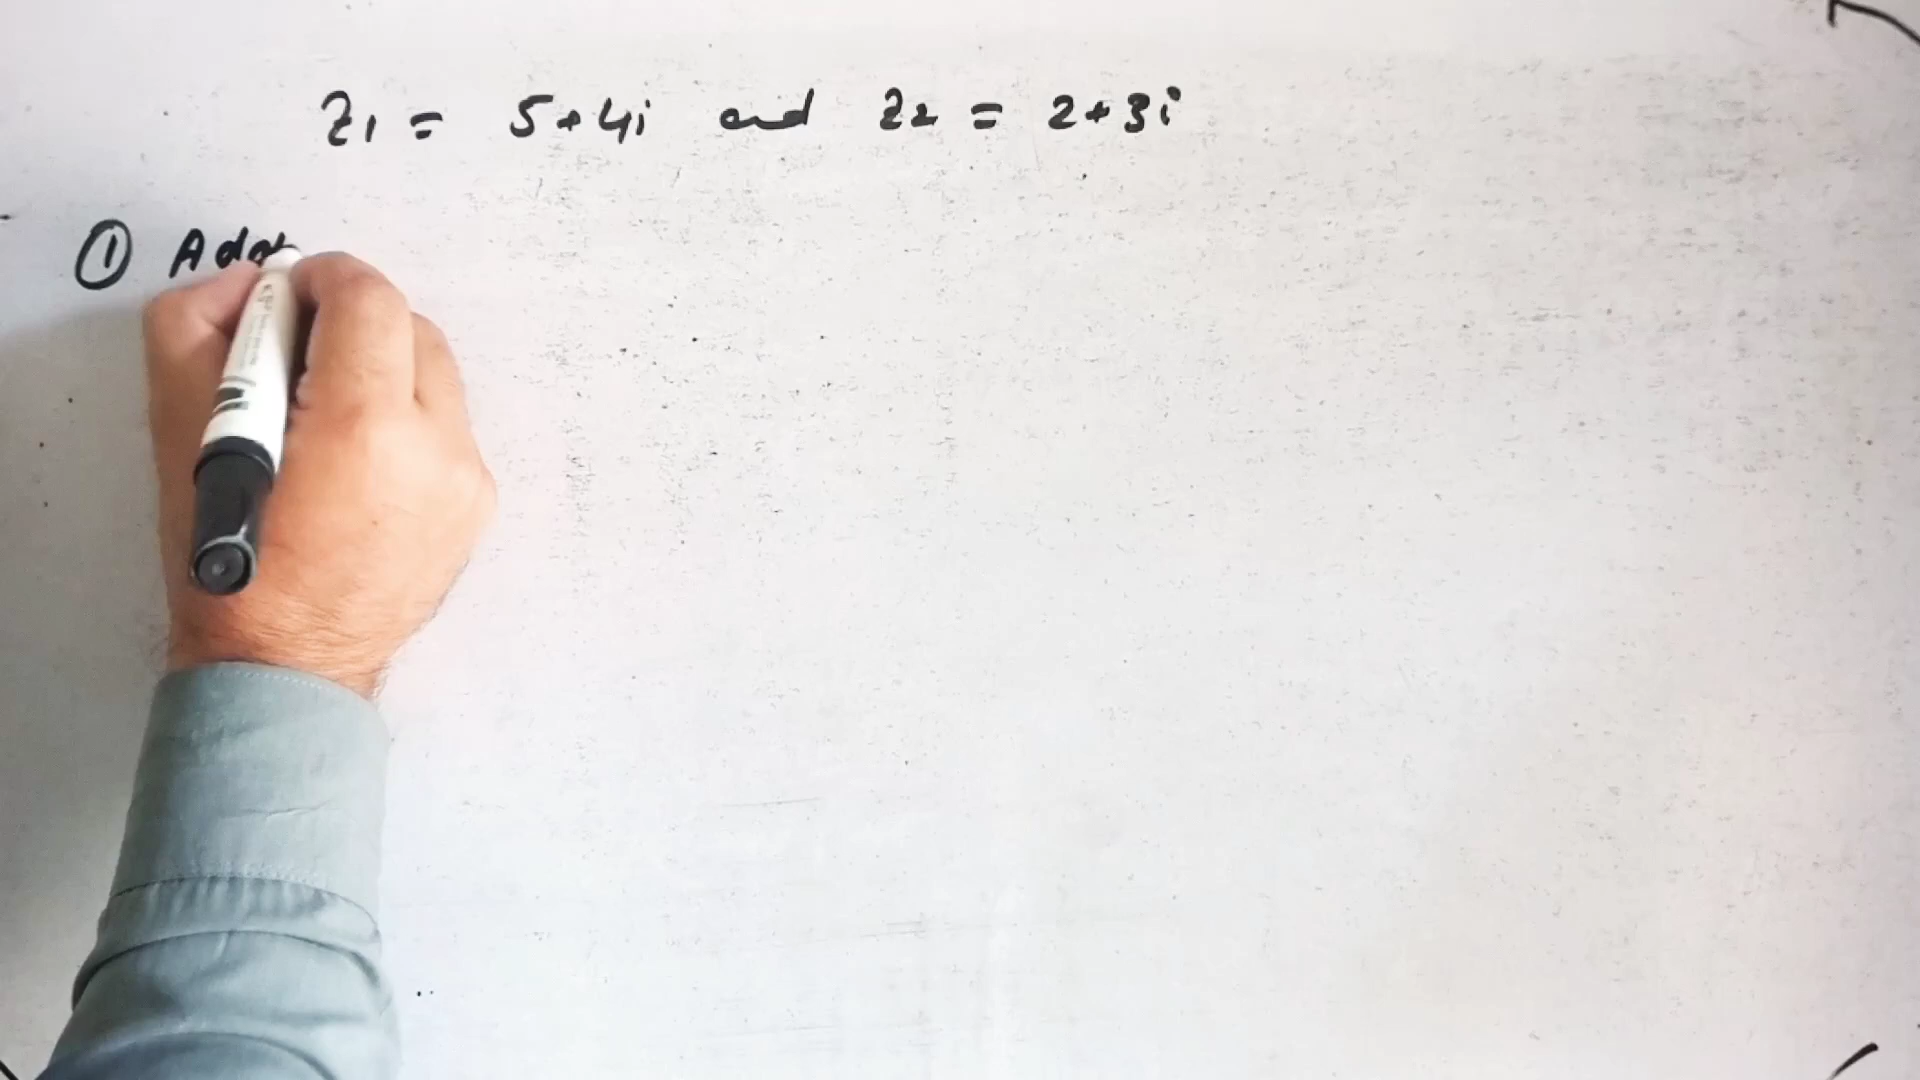 Z1 = 5+4i and Z2 = 2+3i
① Add